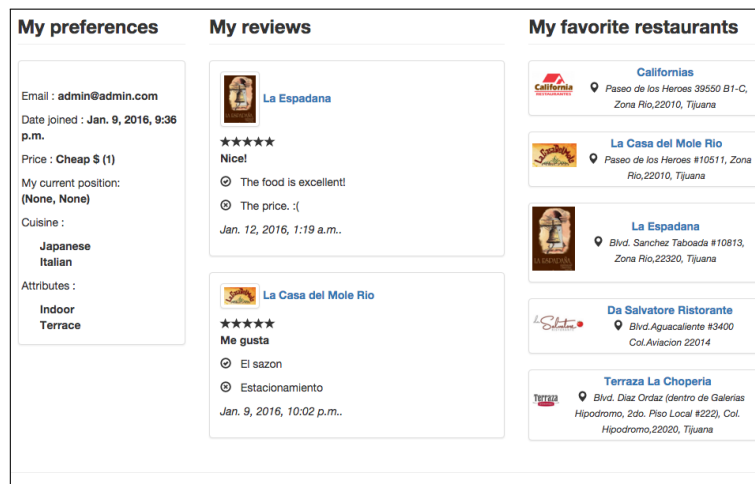 My preferences
Email : admin@admin.com
Date joined : Jan. 9, 2016, 9:36
p.m.
Price : Cheap $ (1)
My current position:
(None, None)
Cuisine :
Japanese
Italian
Attributes :
Indoor
Terrace
My reviews
La Espadana
★★★★★
Nice!
The food is excellent!
The price. :(
Jan. 12, 2016, 1:19 a.m..
La Casa del Mole Rio
★★★★★
Me gusta
El sazon
Estacionamiento
Jan. 9, 2016, 10:02 p.m..
My favorite restaurants
California
RESTAURANTES
Californias
Paseo de los Heroes 39550 B1-C,
Zona Rio,22010, Tijuana
La Casa del Mole Rio
Paseo de los Heroes #10511, Zona
Rio,22010, Tijuana
LA ESPADAÑA
La Espadana
Blvd. Sanchez Taboada #10813,
Zona Rio,22320, Tijuana
Salvatore
Da Salvatore Ristorante
Blvd.Aguacaliente #3400
Col.Aviacion 22014
Terraza
Terraza La Choperia
Blvd. Diaz Ordaz (dentro de Galerias
Hipodromo, 2do. Piso Local #222), Col.
Hipodromo,22020, Tijuana